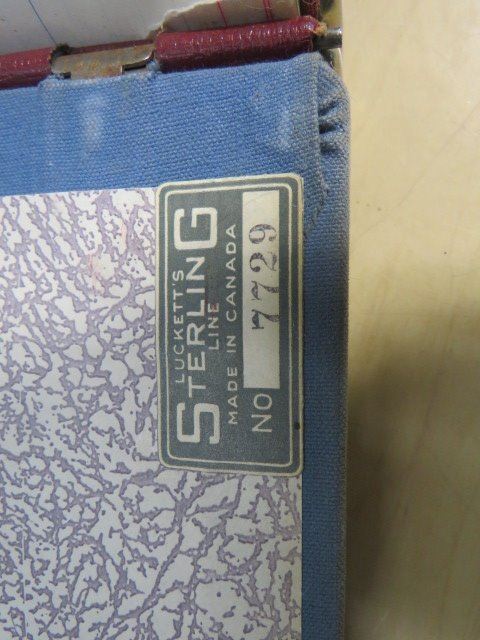 LUCKETT'S
STERLING
LINE
MADE IN CANADA
NO 7729